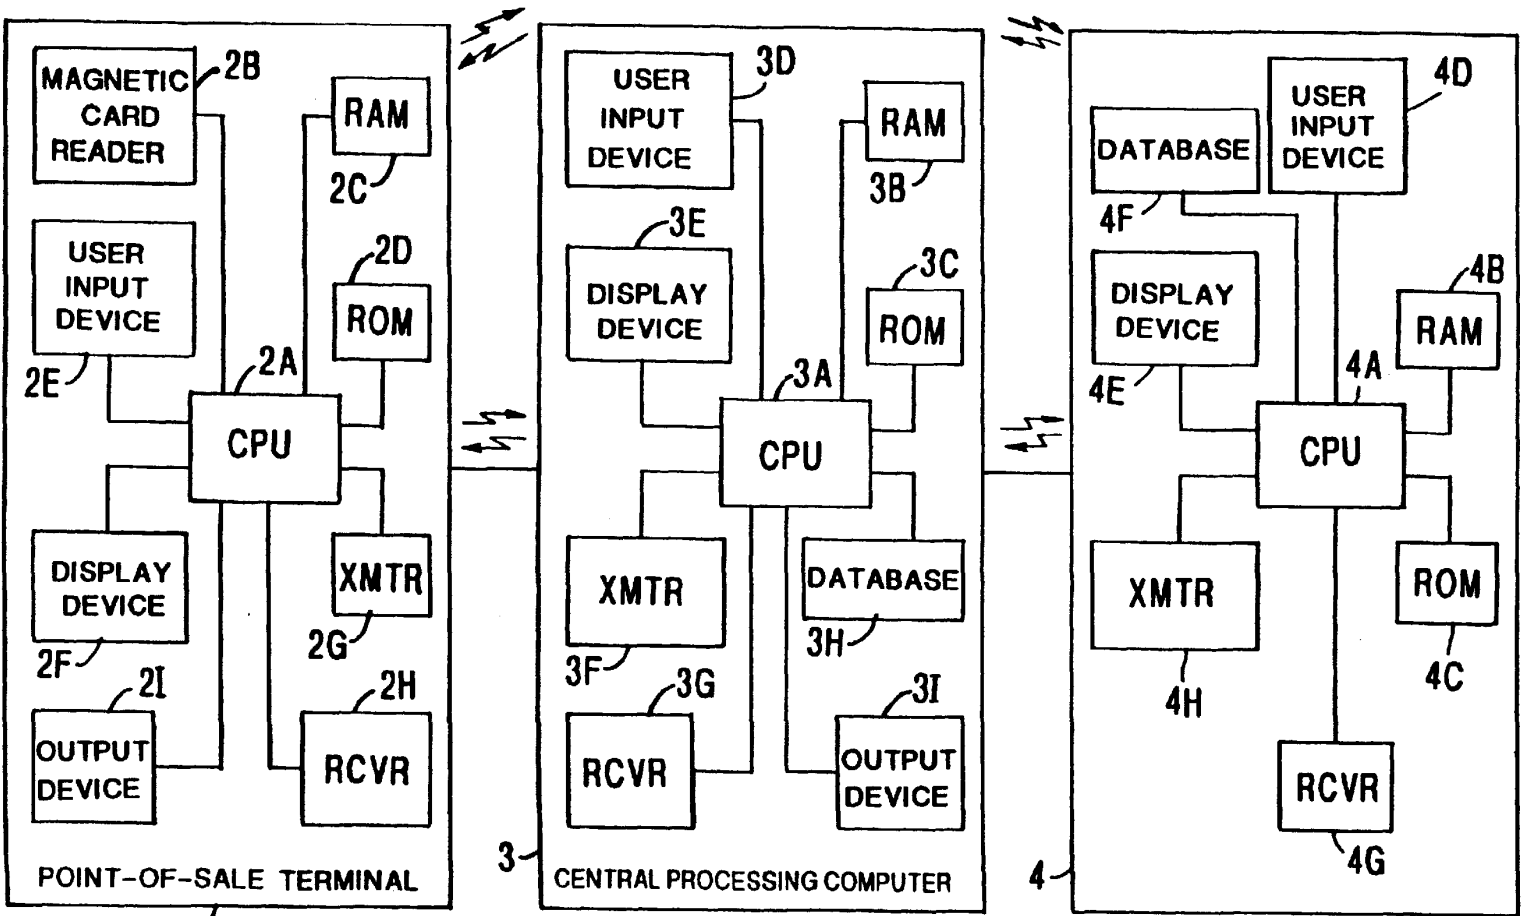 MAGNETIC
CARD
READER
2B
RAM
2C
USER
INPUT
DEVICE
2E
2D
ROM
2A
CPU
DISPLAY
DEVICE
2F
XMTR
2G
2I
OUTPUT
DEVICE
2H
RCVR
POINT-OF-SALE TERMINAL
USER
INPUT
DEVICE
3D
RAM
3B
3E
DISPLAY
DEVICE
3C
ROM
3A
CPU
XMTR
3F
DATABASE
3H
3G
RCVR
3I
OUTPUT
DEVICE
3
CENTRAL PROCESSING COMPUTER
DATABASE
4F
USER
INPUT
DEVICE
4D
DISPLAY
DEVICE
4E
4B
RAM
4A
CPU
XMTR
4H
ROM
4C
RCVR
4G
4